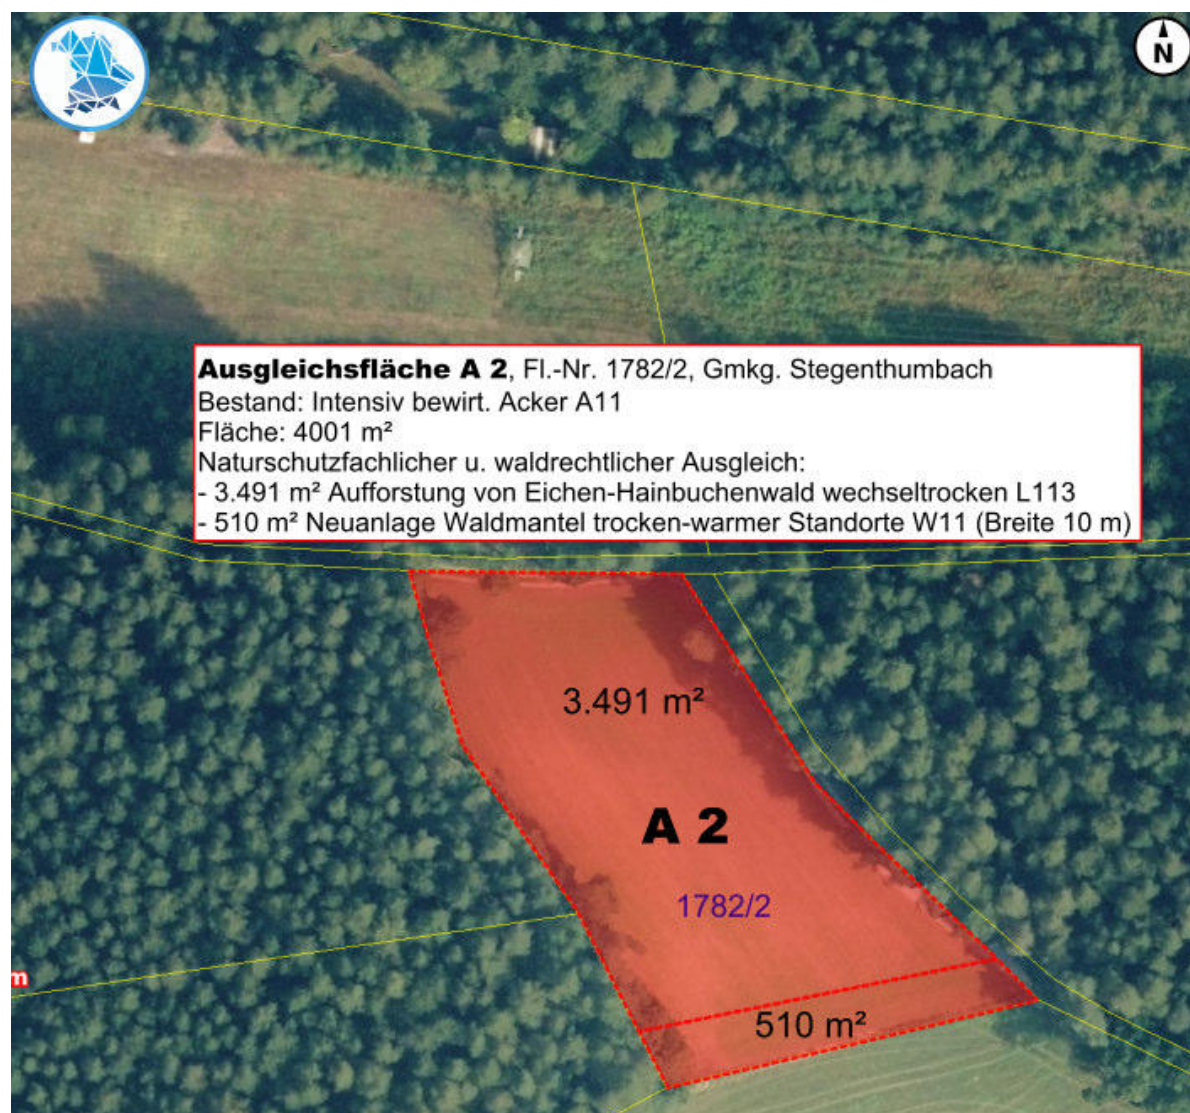 N
Ausgleichsfläche A 2, Fl.-Nr. 1782/2, Gmkg. Stegenthumbach
Bestand: Intensiv bewirt. Acker A11
Fläche: 4001 m²
Naturschutzfachlicher u. waldrechtlicher Ausgleich:
- 3.491 m² Aufforstung von Eichen-Hainbuchenwald wechseltrocken L113
- 510 m² Neuanlage Waldmantel trocken-warmer Standorte W11 (Breite 10 m)
3.491 m²
A 2
1782/2
m
510 m²